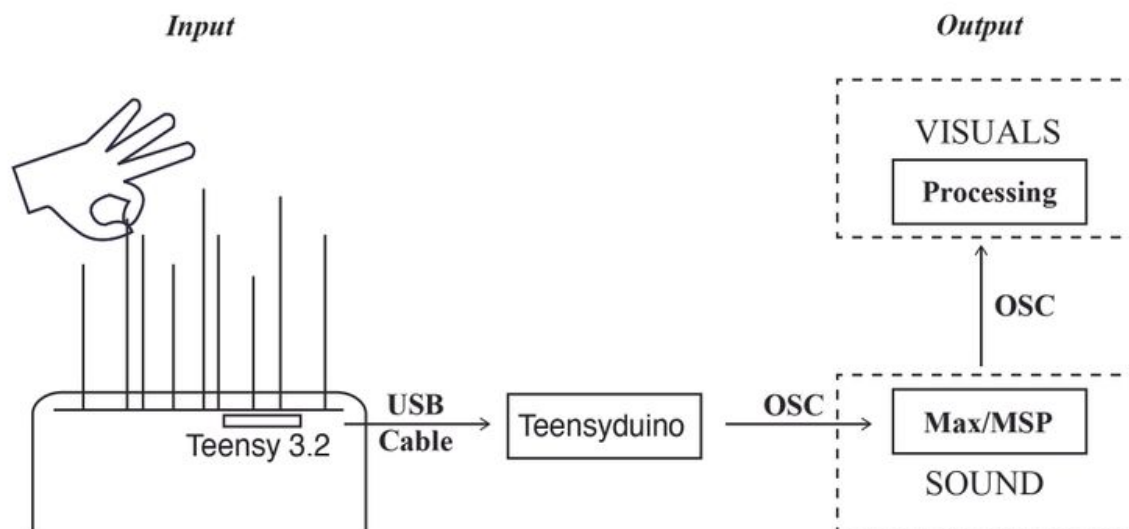 Input
Output
VISUALS
Processing
OSC
USB
Cable
Teensy 3.2
Teensyduino
OSC
Max/MSP
SOUND